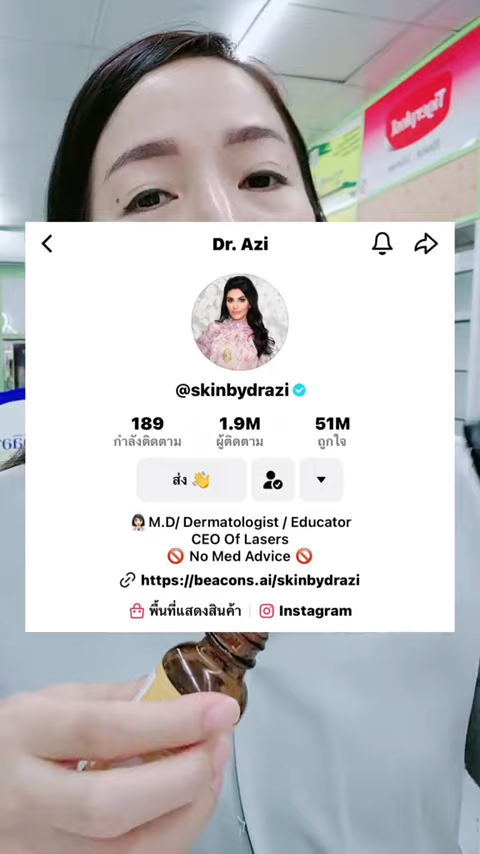 Dr. Azi
@skinbydrazi
189 1.9M 51M
กำลังติดตาม ผู้ติดตาม ถูกใจ
ส่ง 👋
👩🏻‍⚕️M.D/ Dermatologist / Educator
CEO Of Lasers
🚫 No Med Advice 🚫
https://beacons.ai/skinbydrazi
พื้นที่แสดงสินค้า Instagram
Tigerplast